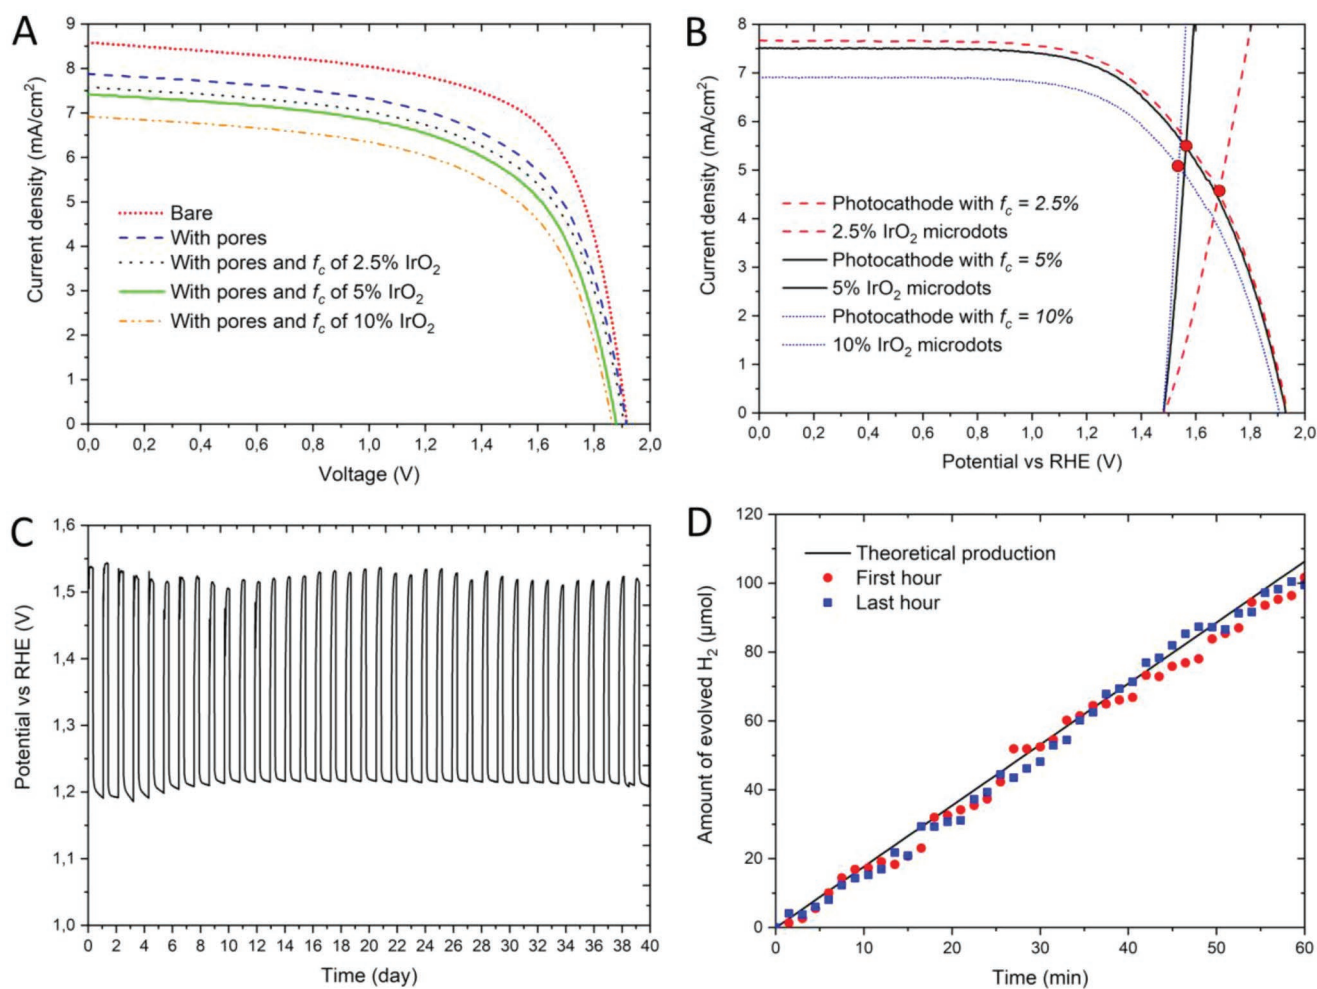 A
Current density (mA/cm²)
9
8
7
6
5
4
3
2
1
0
Bare
With pores
With pores and f_c of 2.5% IrO₂
With pores and f_c of 5% IrO₂
With pores and f_c of 10% IrO₂
0,0 0,2 0,4 0,6 0,8 1,0 1,2 1,4 1,6 1,8 2,0
Voltage (V)
B
Current density (mA/cm²)
8
7
6
5
4
3
2
1
0
Photocathode with f_c = 2.5%
2.5% IrO₂ microdots
Photocathode with f_c = 5%
5% IrO₂ microdots
Photocathode with f_c = 10%
10% IrO₂ microdots
0,0 0,2 0,4 0,6 0,8 1,0 1,2 1,4 1,6 1,8 2,0
Potential vs RHE (V)
C
Potential vs RHE (V)
1,6
1,5
1,4
1,3
1,2
1,1
1,0
0 2 4 6 8 10 12 14 16 18 20 22 24 26 28 30 32 34 36 38 40
Time (day)
D
Amount of evolved H₂ (μmol)
120
100
80
60
40
20
0
Theoretical production
First hour
Last hour
0 10 20 30 40 50 60
Time (min)